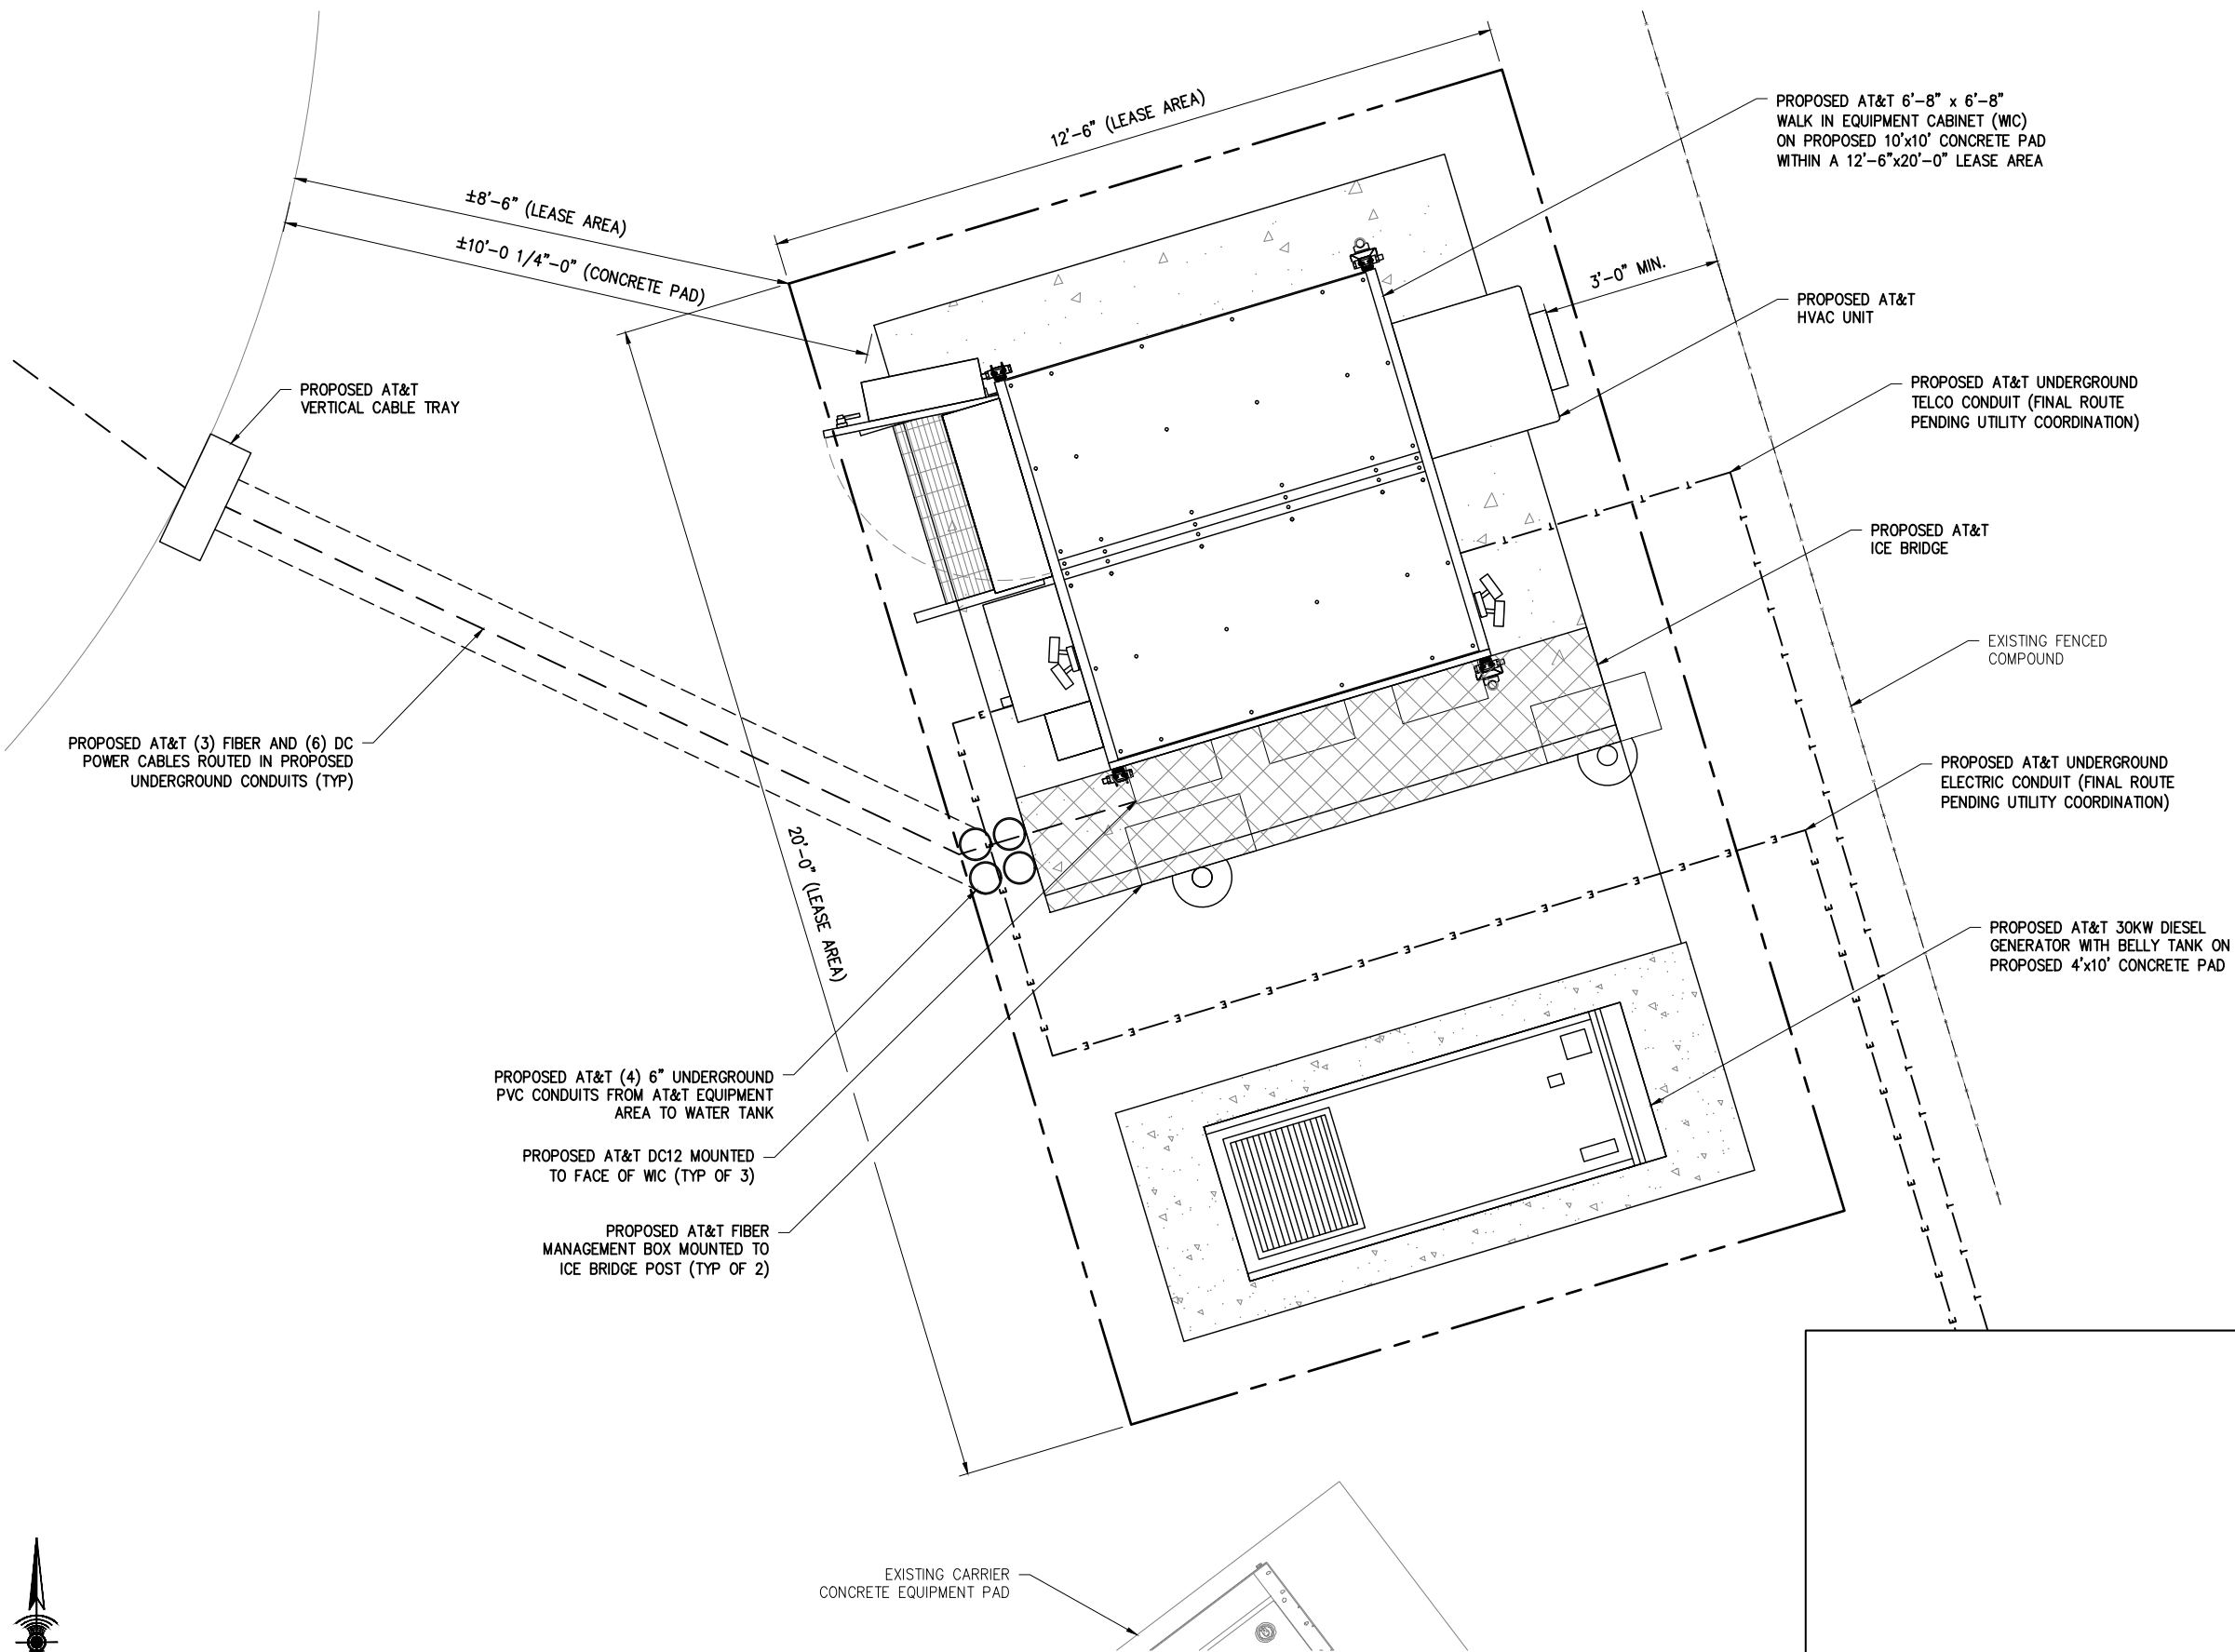 12'-6" (LEASE AREA)
PROPOSED AT&T 6'-8" x 6'-8"
WALK IN EQUIPMENT CABINET (WIC)
ON PROPOSED 10'x10' CONCRETE PAD
WITHIN A 12'-6"x20'-0" LEASE AREA
±8'-6" (LEASE AREA)
±10'-0 1/4"-0" (CONCRETE PAD)
3'-0" MIN.
PROPOSED AT&T
HVAC UNIT
PROPOSED AT&T
VERTICAL CABLE TRAY
PROPOSED AT&T UNDERGROUND
TELCO CONDUIT (FINAL ROUTE
PENDING UTILITY COORDINATION)
PROPOSED AT&T
ICE BRIDGE
EXISTING FENCED
COMPOUND
PROPOSED AT&T (3) FIBER AND (6) DC
POWER CABLES ROUTED IN PROPOSED
UNDERGROUND CONDUITS (TYP)
PROPOSED AT&T UNDERGROUND
ELECTRIC CONDUIT (FINAL ROUTE
PENDING UTILITY COORDINATION)
20'-0" (LEASE AREA)
PROPOSED AT&T 30KW DIESEL
GENERATOR WITH BELLY TANK ON
PROPOSED 4'x10' CONCRETE PAD
PROPOSED AT&T (4) 6" UNDERGROUND
PVC CONDUITS FROM AT&T EQUIPMENT
AREA TO WATER TANK
PROPOSED AT&T DC12 MOUNTED
TO FACE OF WIC (TYP OF 3)
PROPOSED AT&T FIBER
MANAGEMENT BOX MOUNTED TO
ICE BRIDGE POST (TYP OF 2)
EXISTING CARRIER
CONCRETE EQUIPMENT PAD